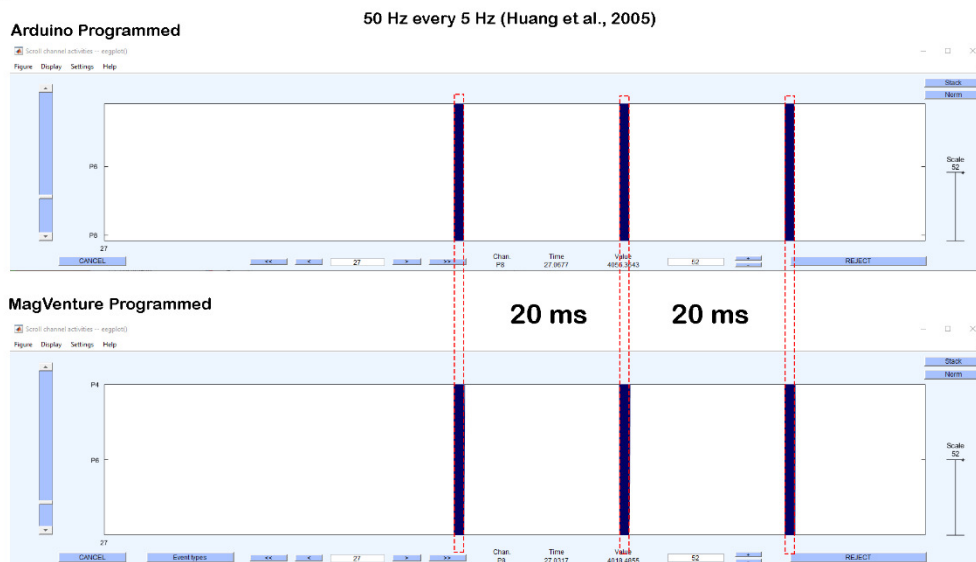 50 Hz every 5 Hz (Huang et al., 2005)
Arduino Programmed
Scroll channel activities -- eegplot()
Figure Display Settings Help
Stack
Norm
P6
Scale
52
P6
27
CANCEL
<< < 27 > >>
Chan. Time Value
P8 27.0677
52
+
-
REJECT
20 ms 20 ms
MagVenture Programmed
Scroll channel activities -- eegplot()
Figure Display Settings Help
Stack
Norm
P4
P6
Scale
52
27
CANCEL Event types
<< < 27 > >>
Chan. Time Value
P8 27.0317
52
+
-
REJECT